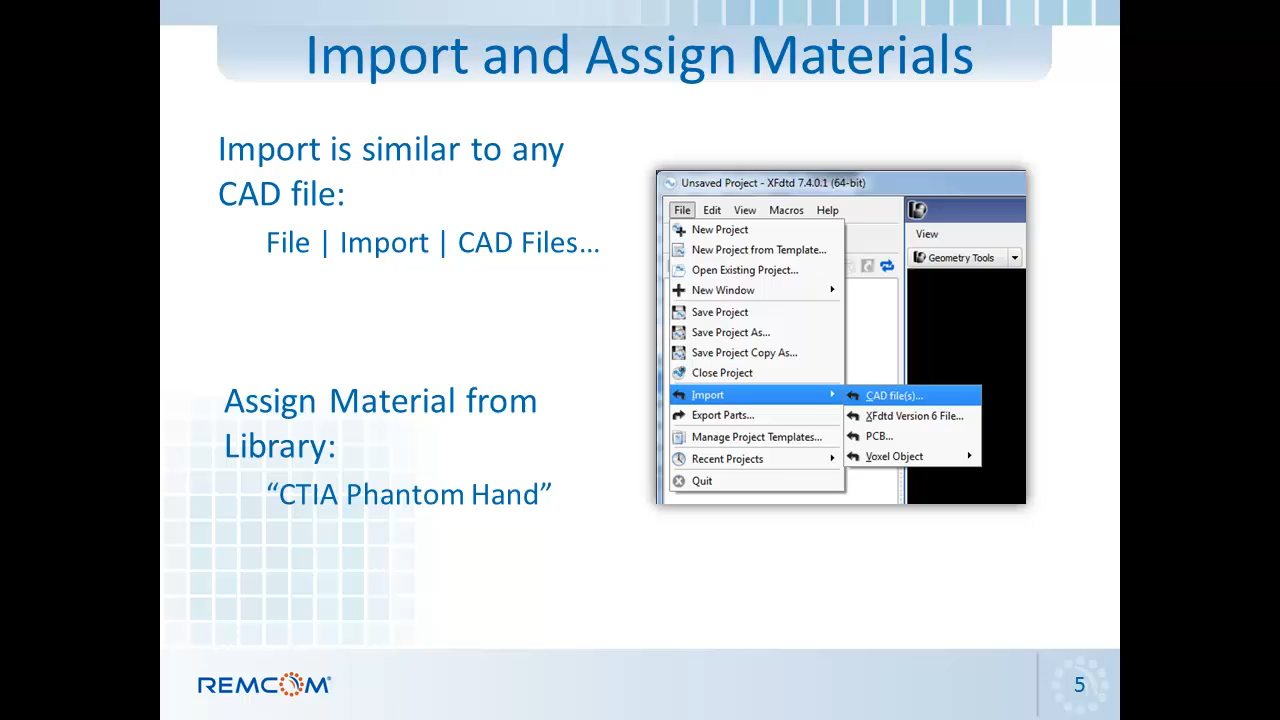 Import and Assign Materials
Import is similar to any
CAD file:
File | Import | CAD Files...
Assign Material from
Library:
“CTIA Phantom Hand”
Unsaved Project - XFdtd 7.4.0.1 (64-bit)
File Edit View Macros Help
New Project
New Project from Template...
Open Existing Project...
New Window
Save Project
Save Project As...
Save Project Copy As...
Close Project
Import
Export Parts...
Manage Project Templates...
Recent Projects
Quit
CAD file(s)...
XFdtd Version 6 File...
PCB...
Voxel Object
View
Geometry Tools
REMCOM®
5